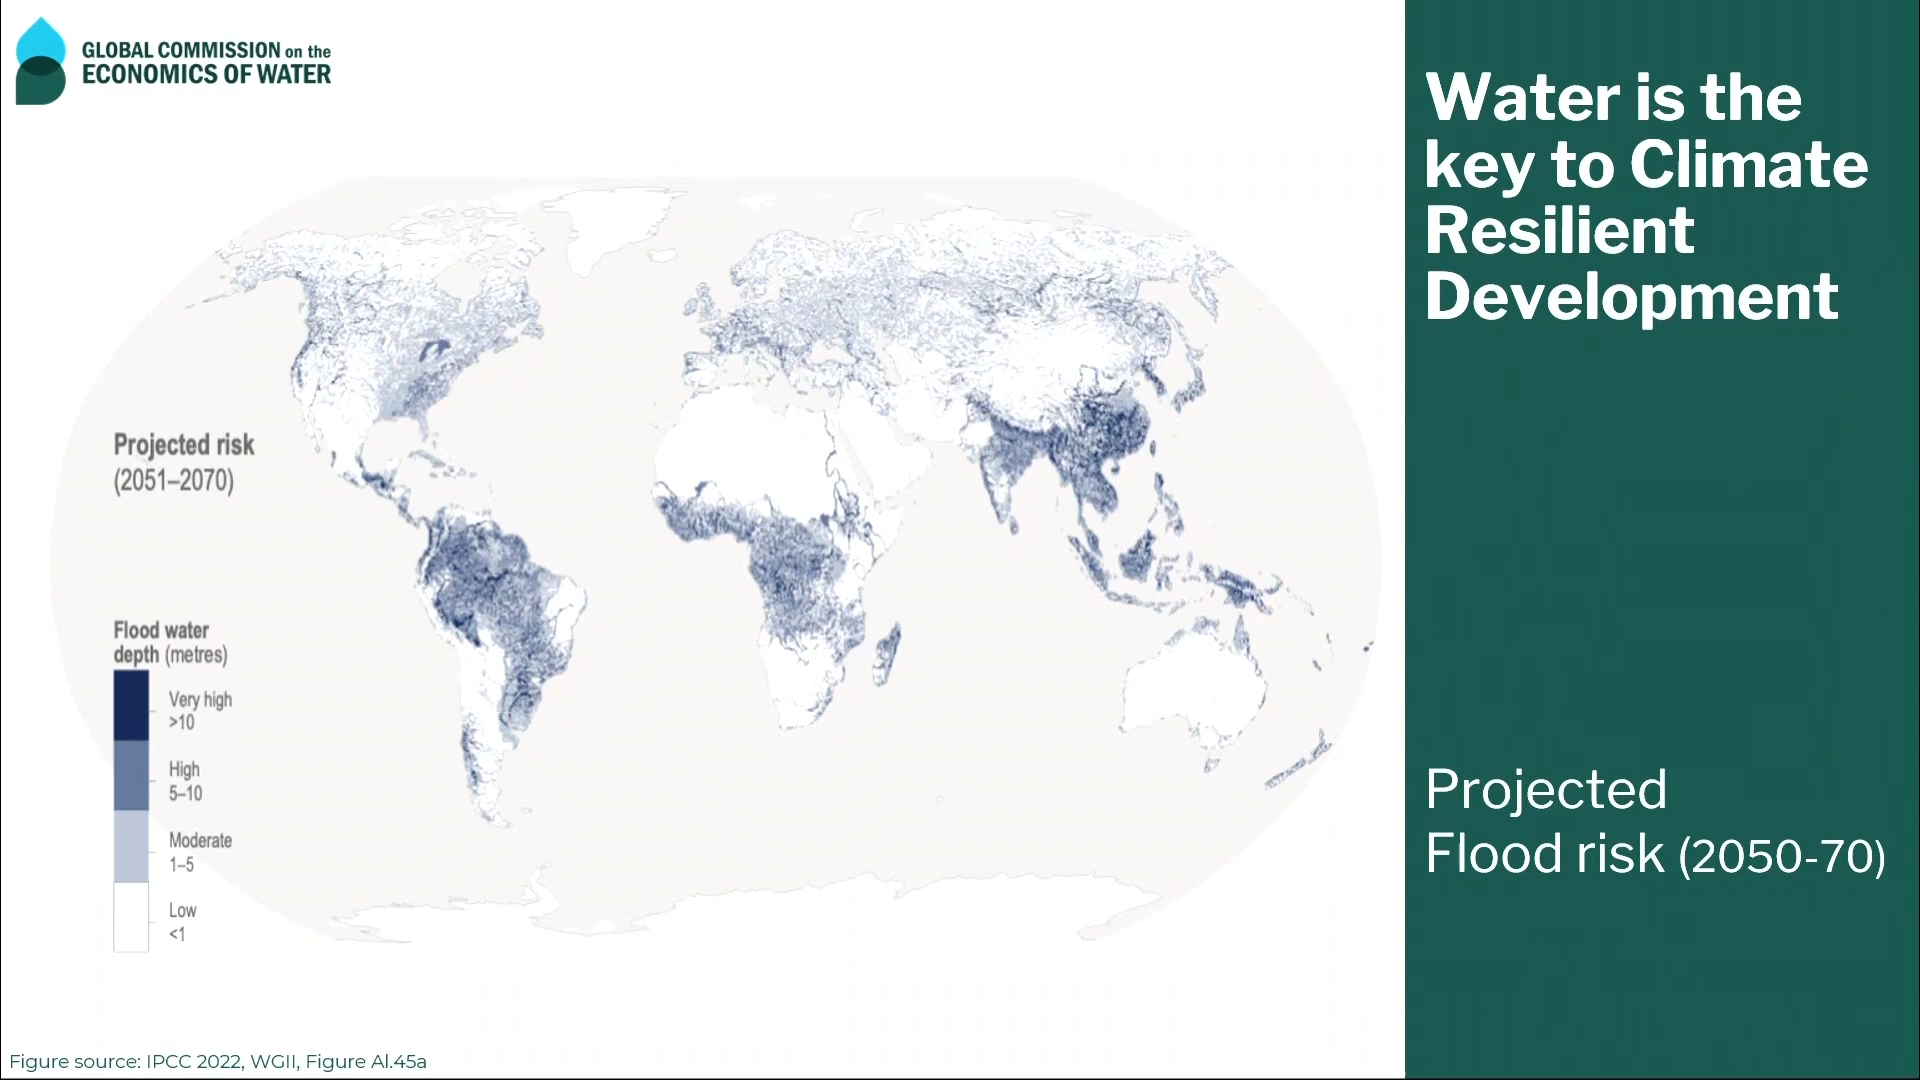 GLOBAL COMMISSION on the
ECONOMICS OF WATER
Water is the
key to Climate
Resilient
Development
Projected risk
(2051–2070)
Flood water
depth (metres)
Very high
>10
High
5–10
Moderate
1–5
Low
<1
Projected
Flood risk (2050-70)
Figure source: IPCC 2022, WGII, Figure AI.45a